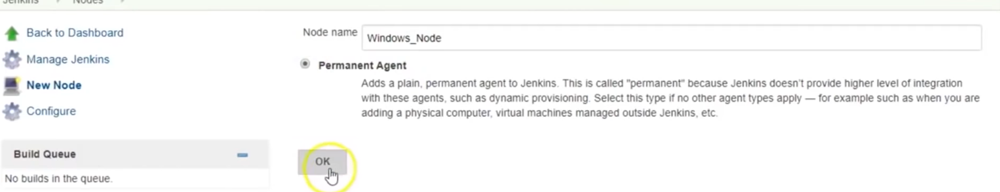 Jenkins Nodes
Back to Dashboard
Manage Jenkins
New Node
Configure
Build Queue
No builds in the queue.
Node name Windows_Node
Permanent Agent
Adds a plain, permanent agent to Jenkins. This is called "permanent" because Jenkins doesn't provide higher level of integration
with these agents, such as dynamic provisioning. Select this type if no other agent types apply — for example such as when you are
adding a physical computer, virtual machines managed outside Jenkins, etc.
OK